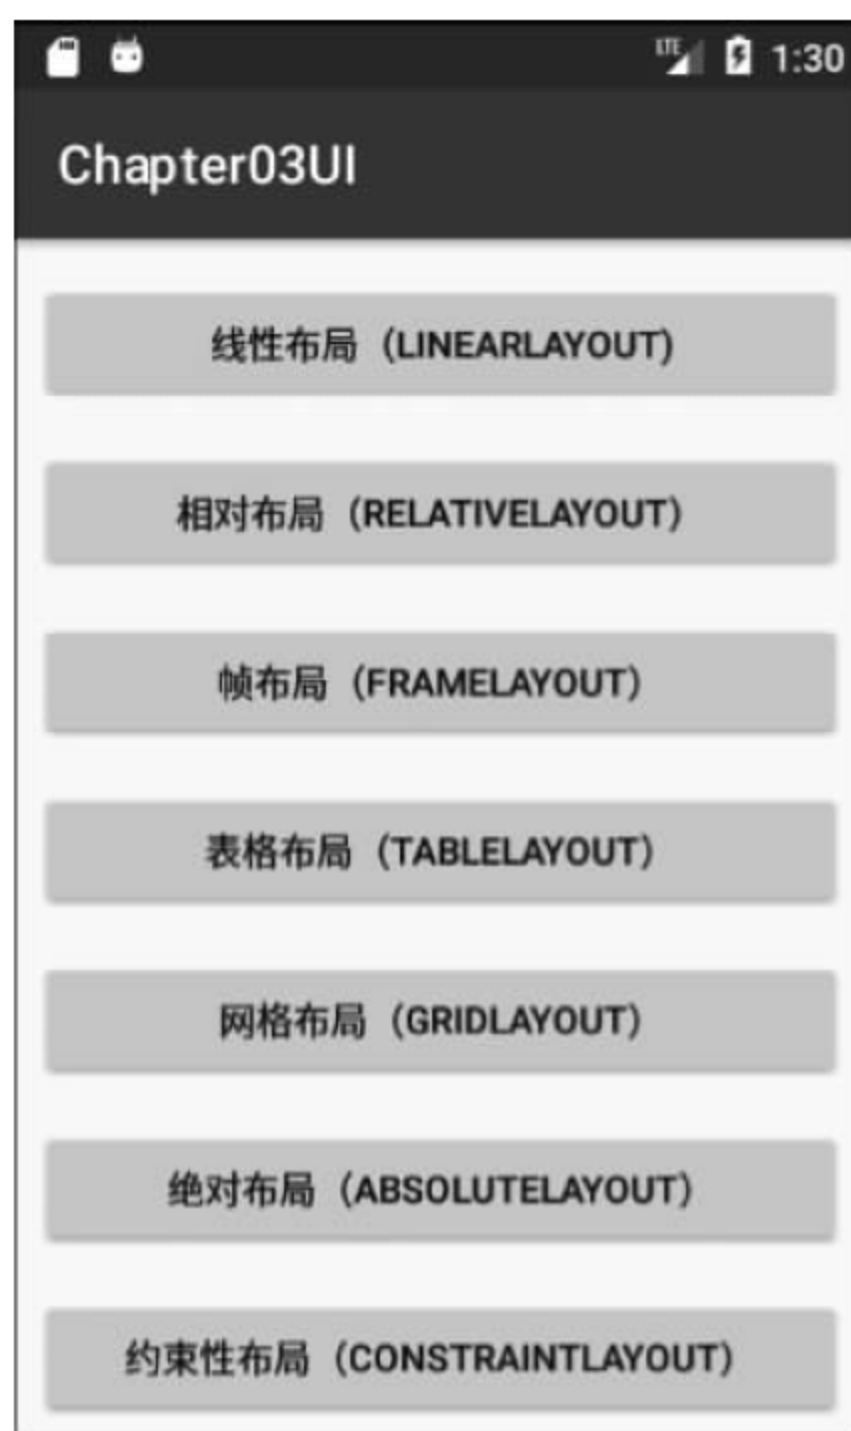 LTE 1:30
Chapter03UI
线性布局（LINEARLAYOUT)
相对布局（RELATIVELAYOUT）
帧布局（FRAMELAYOUT）
表格布局（TABLELAYOUT）
网格布局（GRIDLAYOUT）
绝对布局（ABSOLUTELAYOUT）
约束性布局（CONSTRAINTLAYOUT）